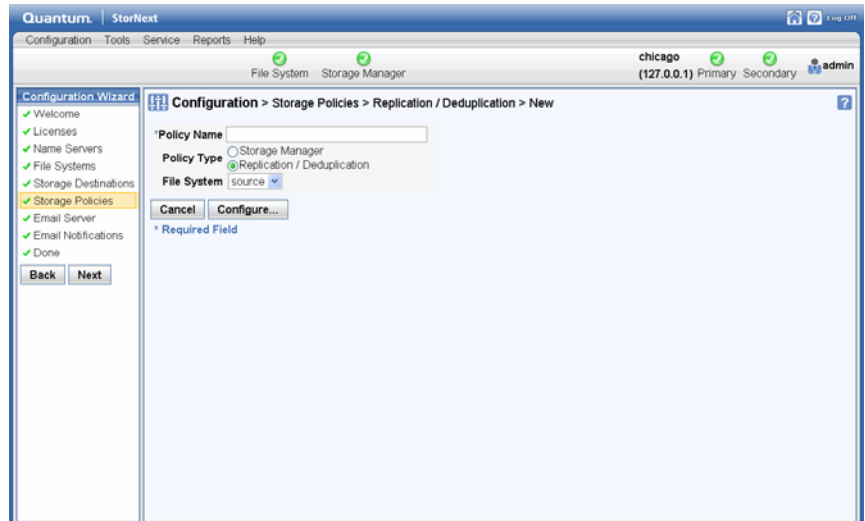 Quantum. StorNext
Log Off
Configuration Tools Service Reports Help
File System Storage Manager
chicago
(127.0.0.1) Primary Secondary
admin
Configuration Wizard
Welcome
Licenses
Name Servers
File Systems
Storage Destinations
Storage Policies
Email Server
Email Notifications
Done
Back Next
Configuration > Storage Policies > Replication / Deduplication > New
?
*Policy Name
Policy Type Storage Manager
Replication / Deduplication
File System source
Cancel Configure...
* Required Field